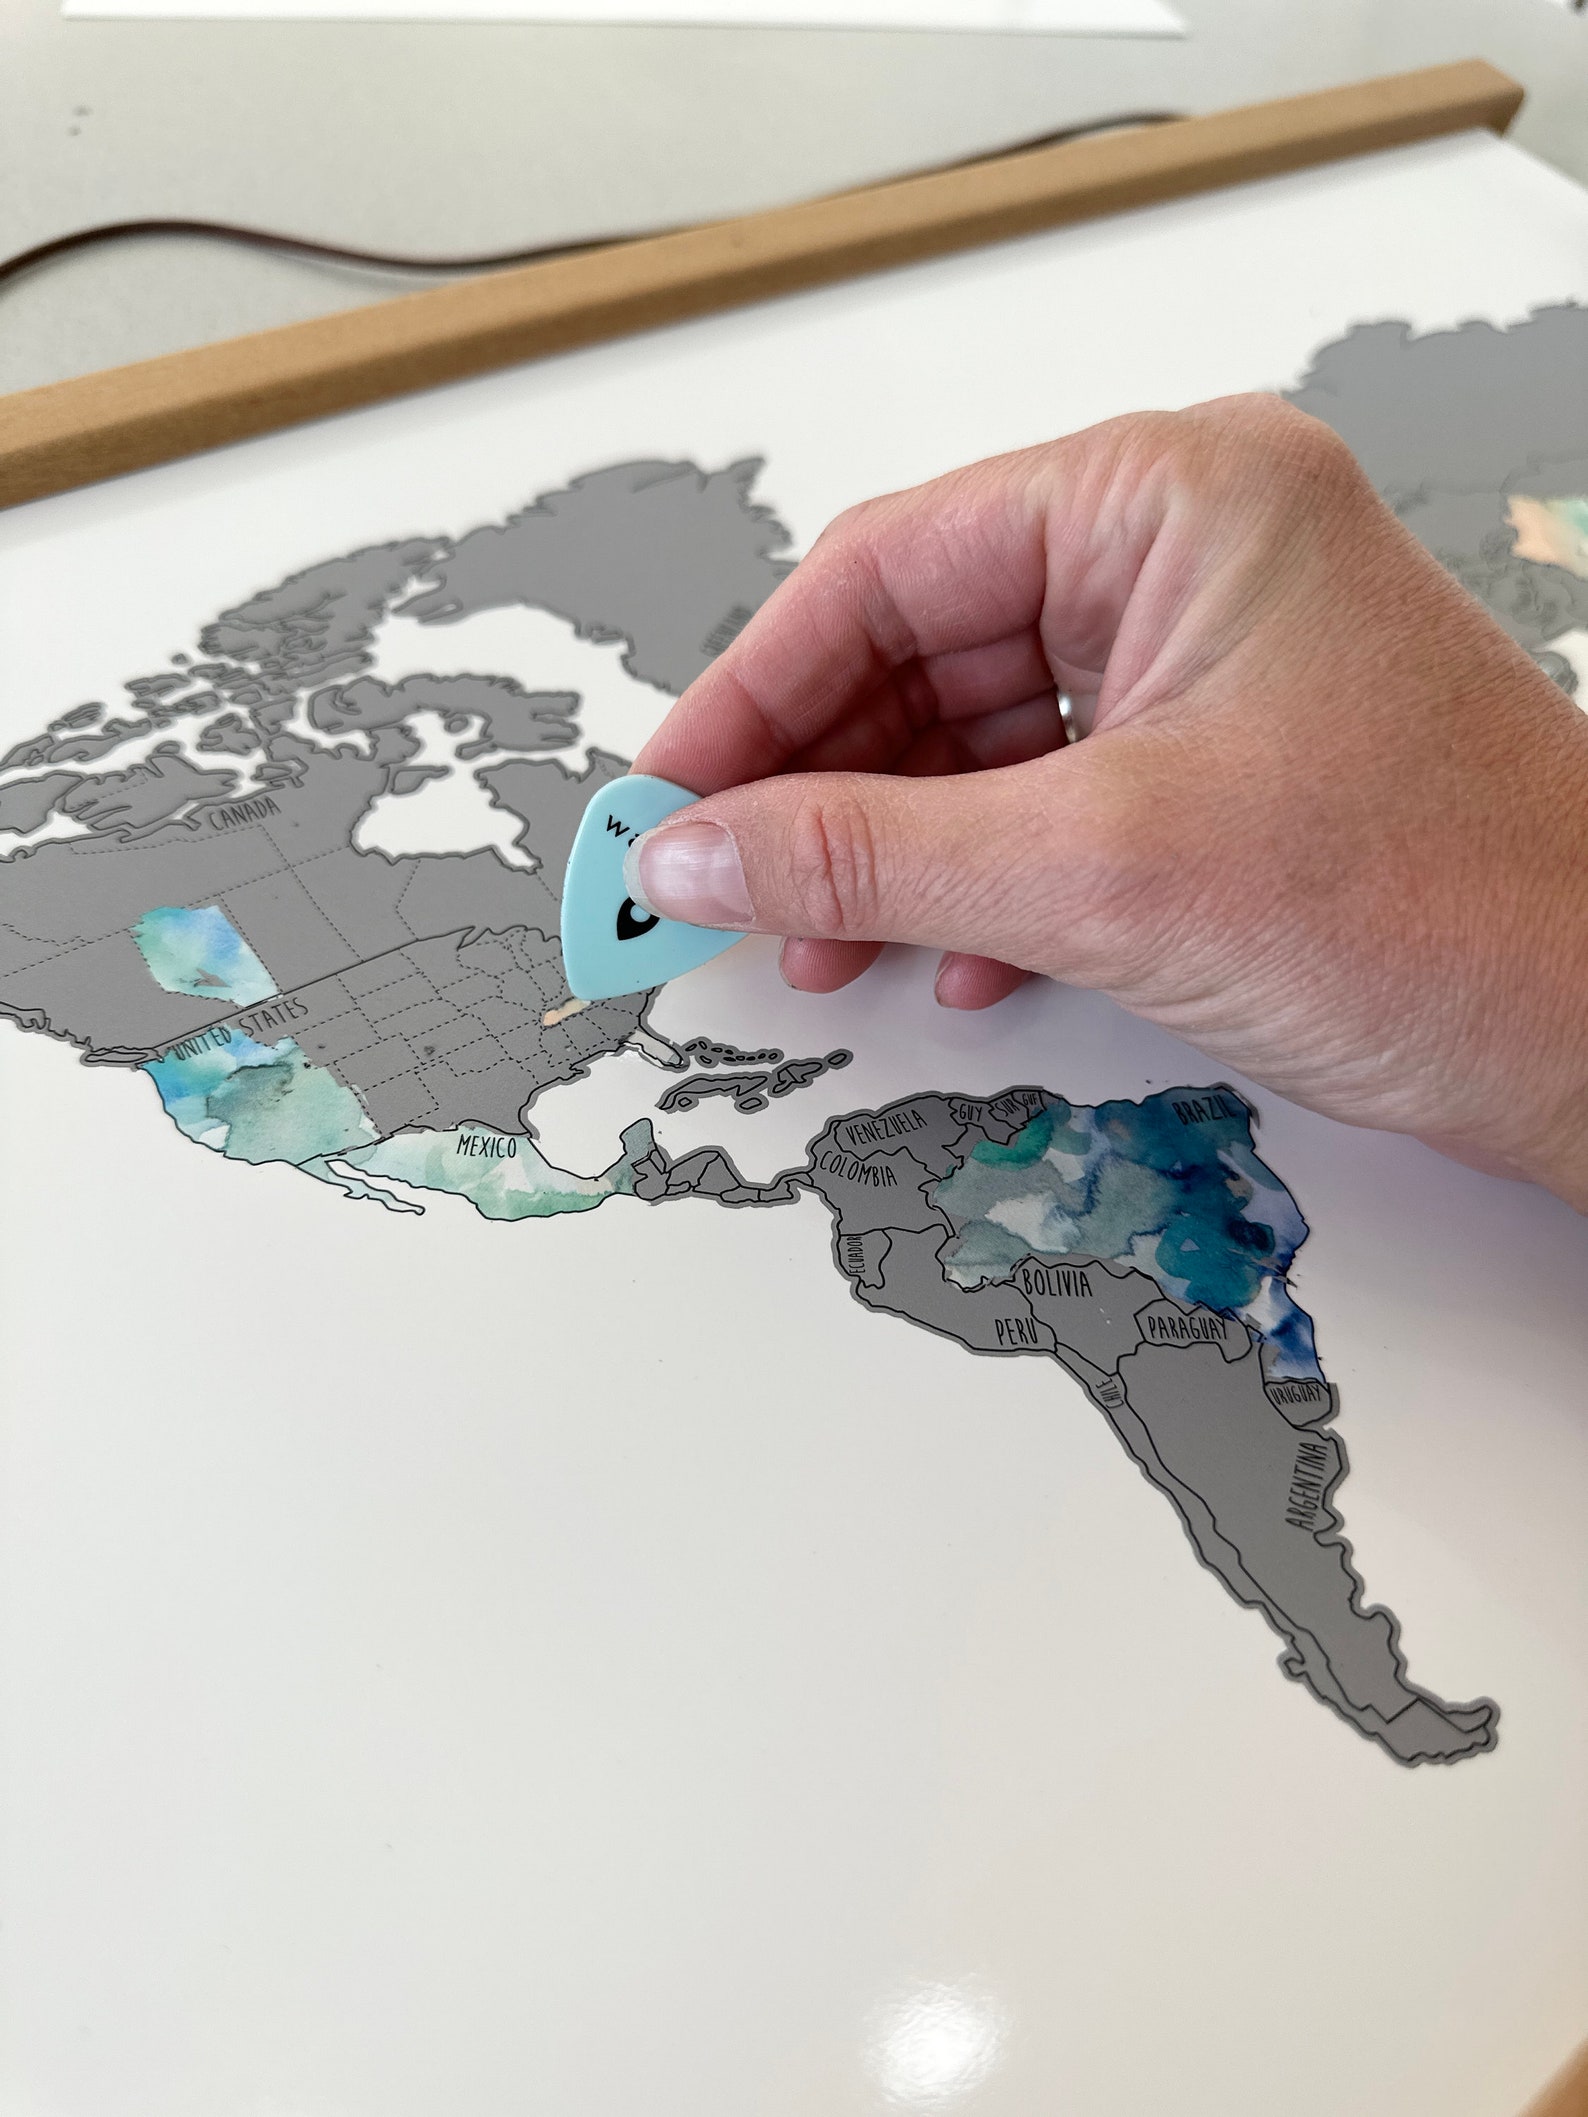 CANADA
UNITED STATES
MEXICO
VENEZUELA
GUY
SUR
GUF
BRAZIL
COLOMBIA
ECUADOR
BOLIVIA
PERU
PARAGUAY
CHILE
URUGUAY
ARGENTINA